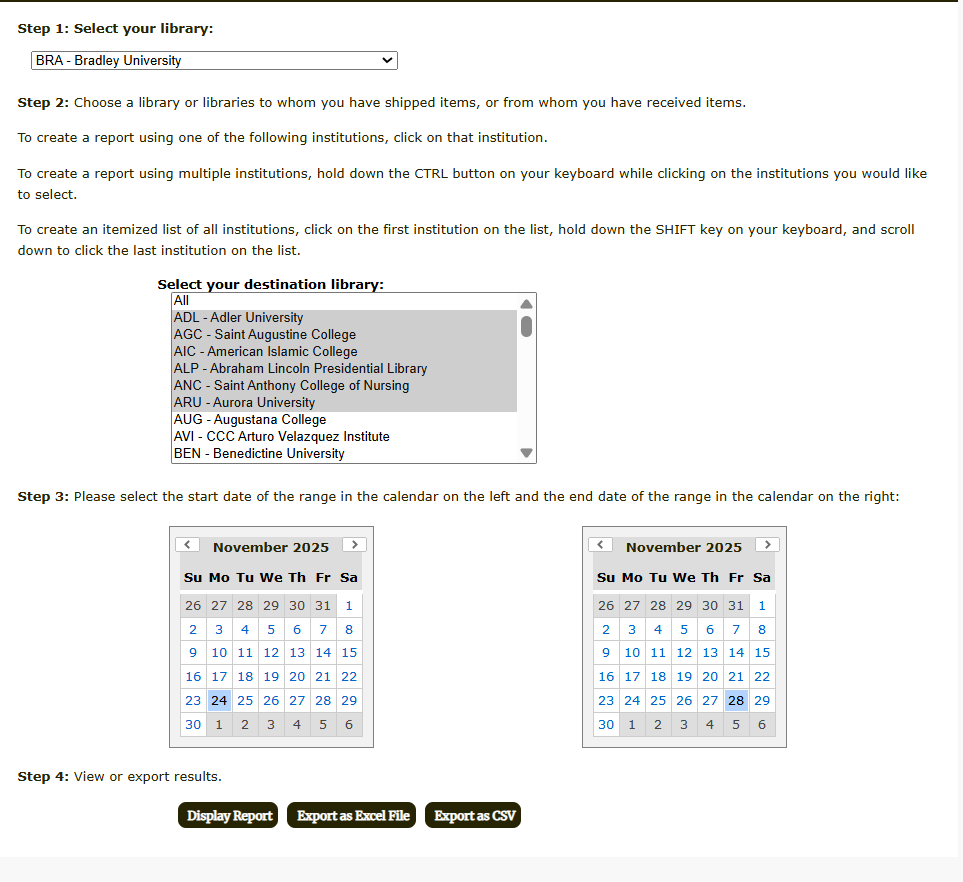 Step 1: Select your library:
BRA - Bradley University
Step 2: Choose a library or libraries to whom you have shipped items, or from whom you have received items.
To create a report using one of the following institutions, click on that institution.
To create a report using multiple institutions, hold down the CTRL button on your keyboard while clicking on the institutions you would like
to select.
To create an itemized list of all institutions, click on the first institution on the list, hold down the SHIFT key on your keyboard, and scroll
down to click the last institution on the list.
Select your destination library:
All
ADL - Adler University
AGC - Saint Augustine College
AIC - American Islamic College
ALP - Abraham Lincoln Presidential Library
ANC - Saint Anthony College of Nursing
ARU - Aurora University
AUG - Augustana College
AVI - CCC Arturo Velazquez Institute
BEN - Benedictine University
Step 3: Please select the start date of the range in the calendar on the left and the end date of the range in the calendar on the right:
November 2025
Su Mo Tu We Th Fr Sa
26 27 28 29 30 31 1
2 3 4 5 6 7 8
9 10 11 12 13 14 15
16 17 18 19 20 21 22
23 24 25 26 27 28 29
30 1 2 3 4 5 6
November 2025
Su Mo Tu We Th Fr Sa
26 27 28 29 30 31 1
2 3 4 5 6 7 8
9 10 11 12 13 14 15
16 17 18 19 20 21 22
23 24 25 26 27 28 29
30 1 2 3 4 5 6
Step 4: View or export results.
Display Report Export as Excel File Export as CSV